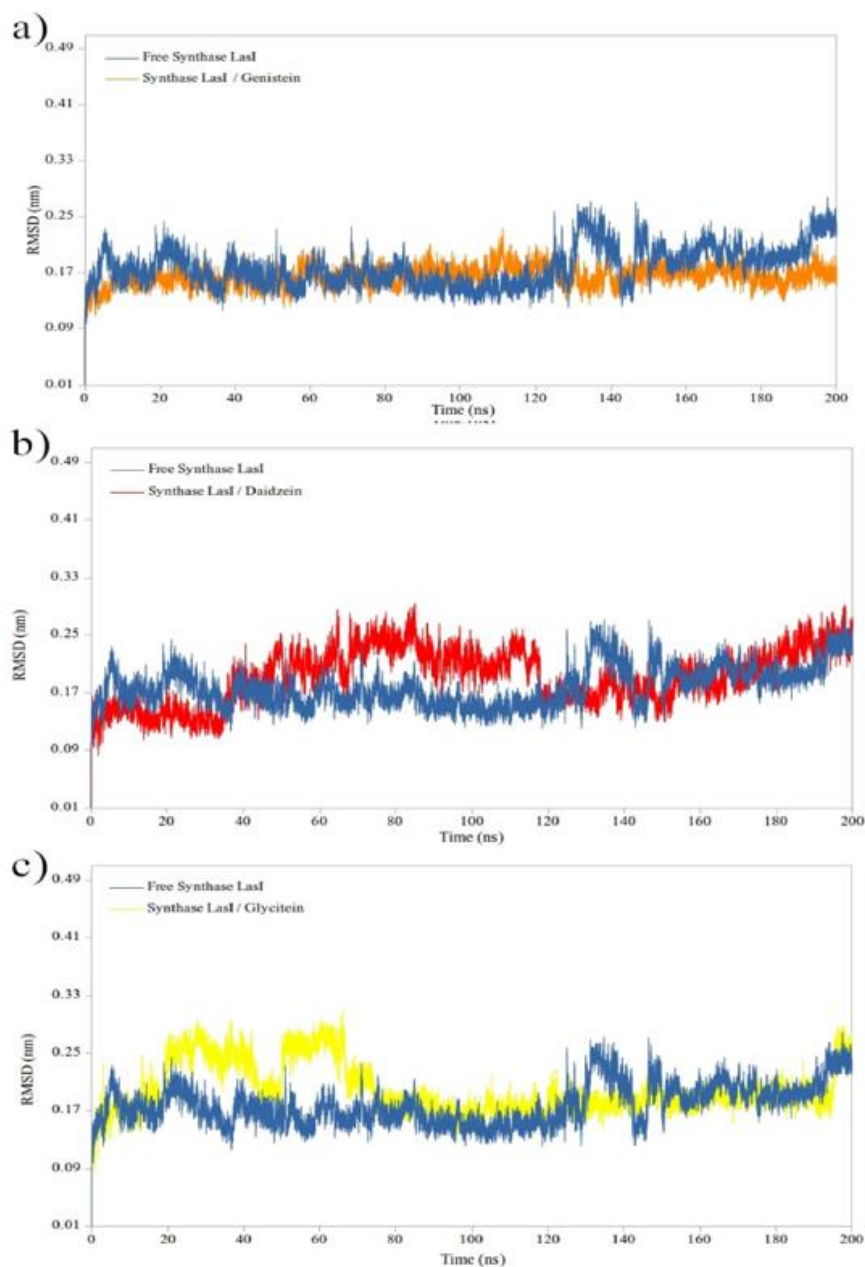 a)
0.49
Free Synthase LasI
Synthase LasI / Genistein
0.41
0.33
RMSD (nm)
0.25
0.17
0.09
0.01
0 20 40 60 80 100 120 140 160 180 200
Time (ns)
b)
0.49
Free Synthase LasI
Synthase LasI / Daidzein
0.41
0.33
RMSD (nm)
0.25
0.17
0.09
0.01
0 20 40 60 80 100 120 140 160 180 200
Time (ns)
c)
0.49
Free Synthase LasI
Synthase LasI / Glycitein
0.41
0.33
RMSD (nm)
0.25
0.17
0.09
0.01
0 20 40 60 80 100 120 140 160 180 200
Time (ns)